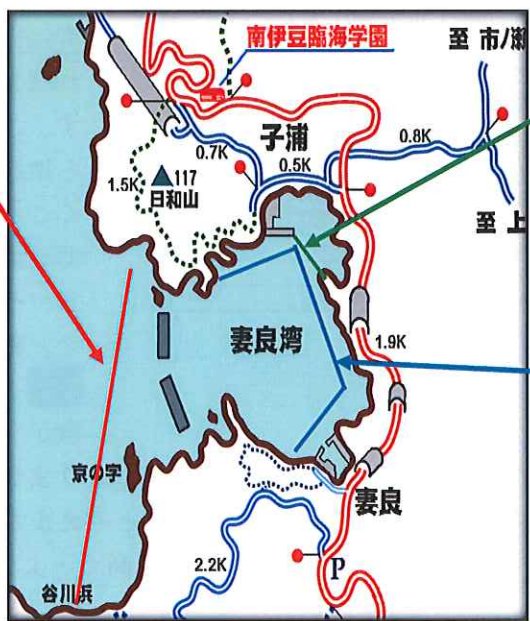 南伊豆臨海学園
至 市ノ瀬
子浦
0.8K
0.7K
0.5K
1.5K
117
日和山
至 上
妻良湾
1.9K
京の字
妻良
2.2K
P
谷川浜